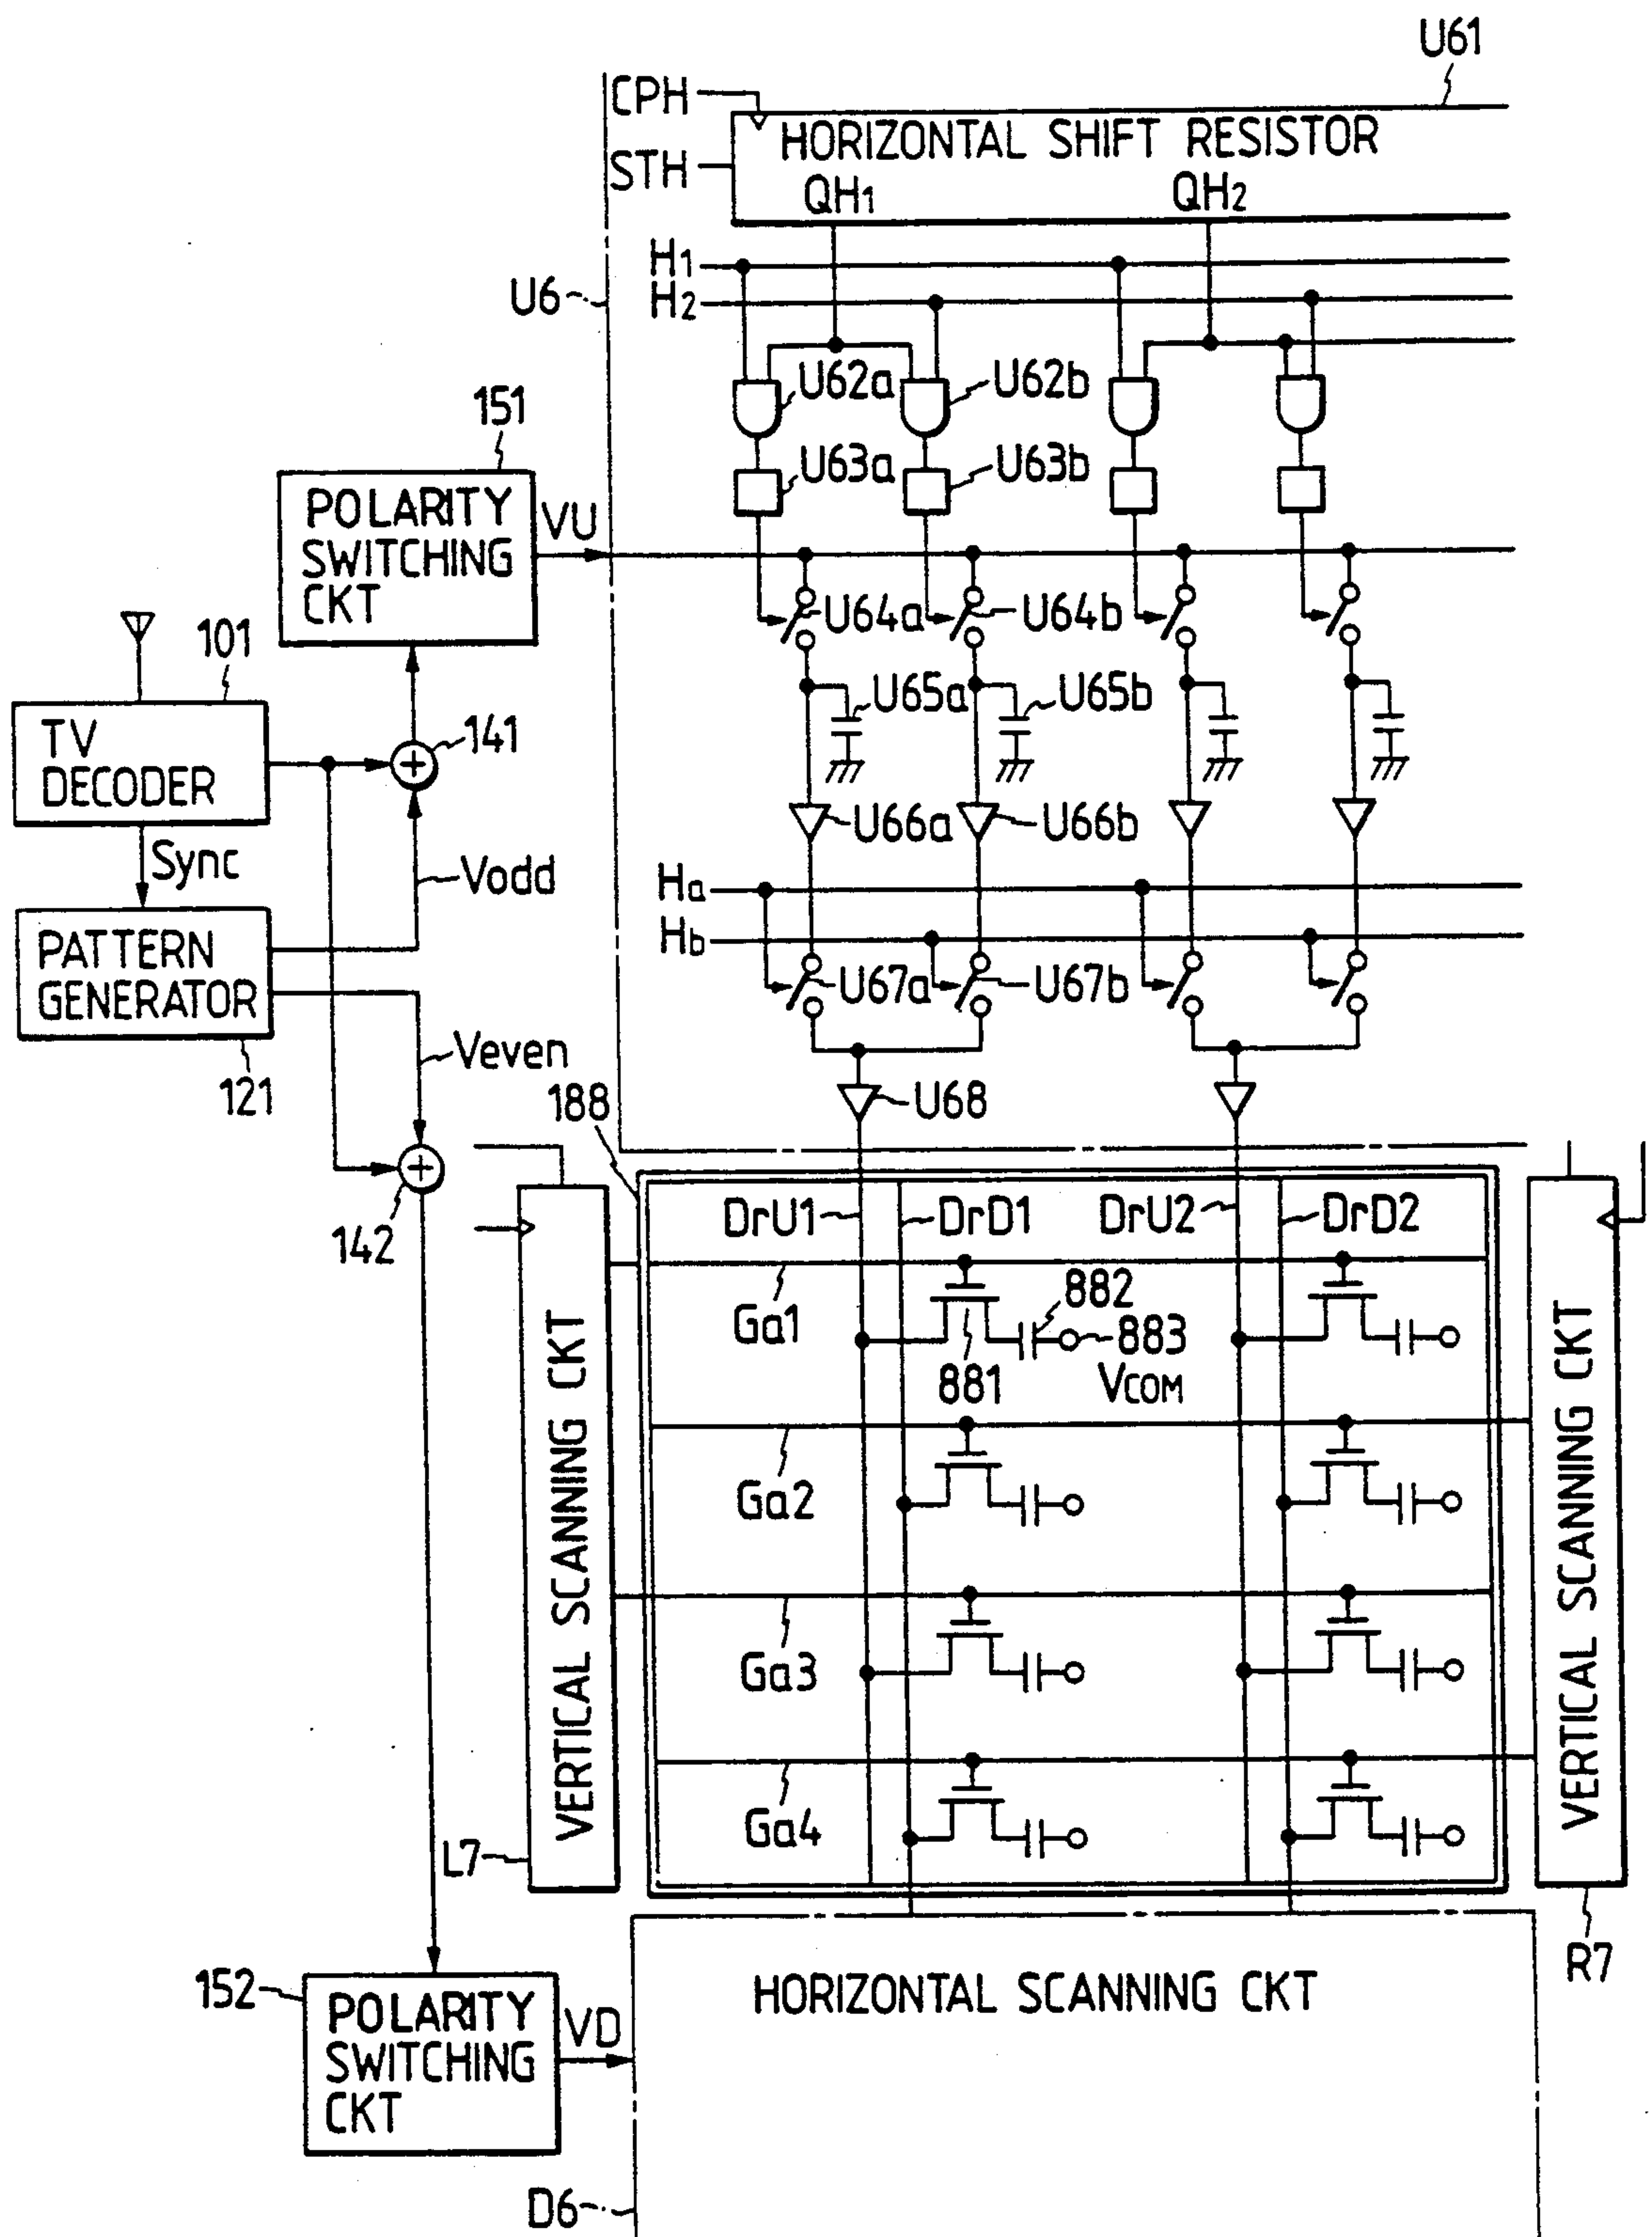 U61
CPH
HORIZONTAL SHIFT RESISTOR
STH
QH1
QH2
H1
H2
U6
U62a
U62b
151
U63a
U63b
POLARITY
SWITCHING
CKT
VU
U64a
U64b
101
TV
DECODER
141
U65a
U65b
U66a
U66b
Sync
Vodd
Ha
Hb
PATTERN
GENERATOR
U67a
U67b
Veven
121
188
U68
142
DrU1
DrD1
DrU2
DrD2
Ga1
882
883
881
VCOM
VERTICAL SCANNING CKT
VERTICAL SCANNING CKT
Ga2
Ga3
Ga4
L7
R7
152
POLARITY
SWITCHING
CKT
VD
HORIZONTAL SCANNING CKT
D6